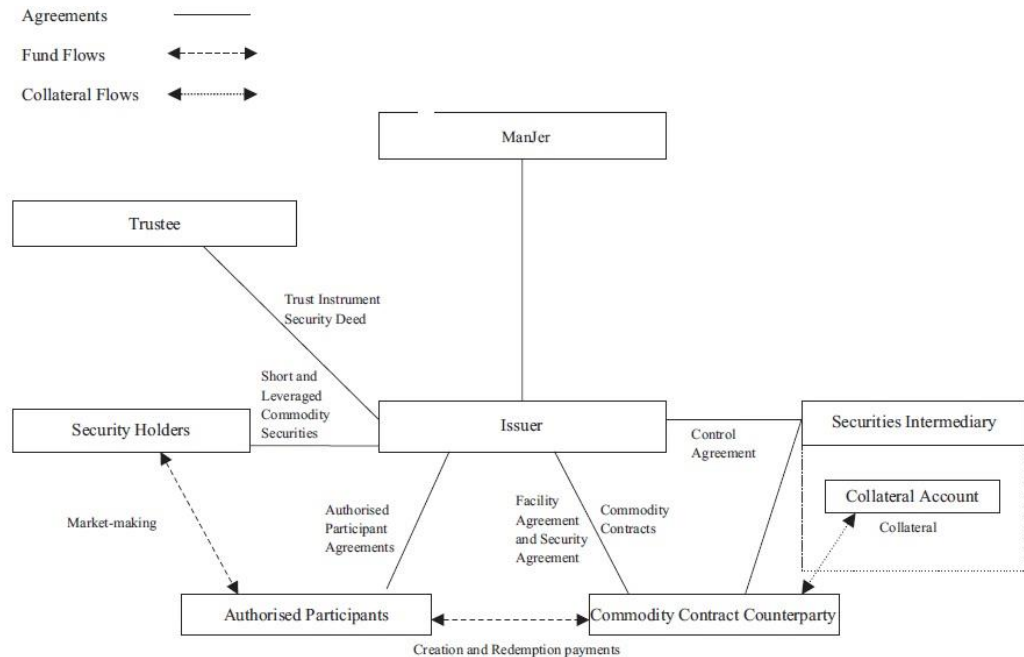 Agreements
Fund Flows
Collateral Flows
ManJer
Trustee
Trust Instrument
Security Deed
Short and
Leveraged
Commodity
Securities
Security Holders
Issuer
Securities Intermediary
Control
Agreement
Collateral Account
Collateral
Market-making
Authorised
Participant
Agreements
Facility
Agreement
and Security
Agreement
Commodity
Contracts
Authorised Participants
Commodity Contract Counterparty
Creation and Redemption payments